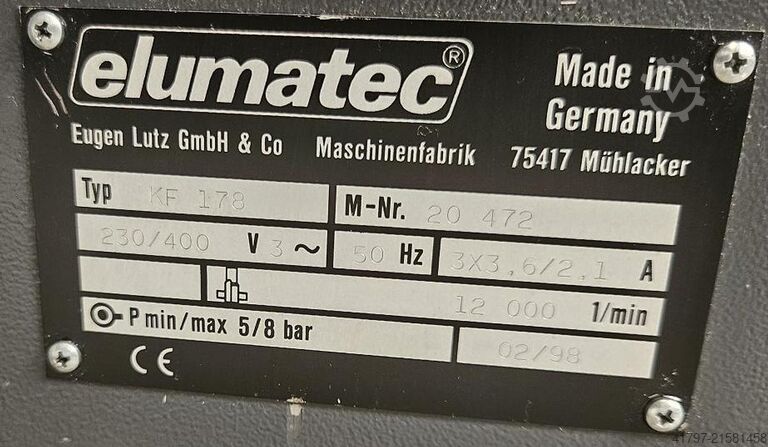 elumatec®
Made in
Germany
Eugen Lutz GmbH & Co Maschinenfabrik 75417 Mühlacker
Typ KF 178 M-Nr. 20 472
230/400 V 3 ~ 50 Hz 3X3,6/2,1 A
12 000 1/min
P min/max 5/8 bar
02/98
CE
41797-21581458